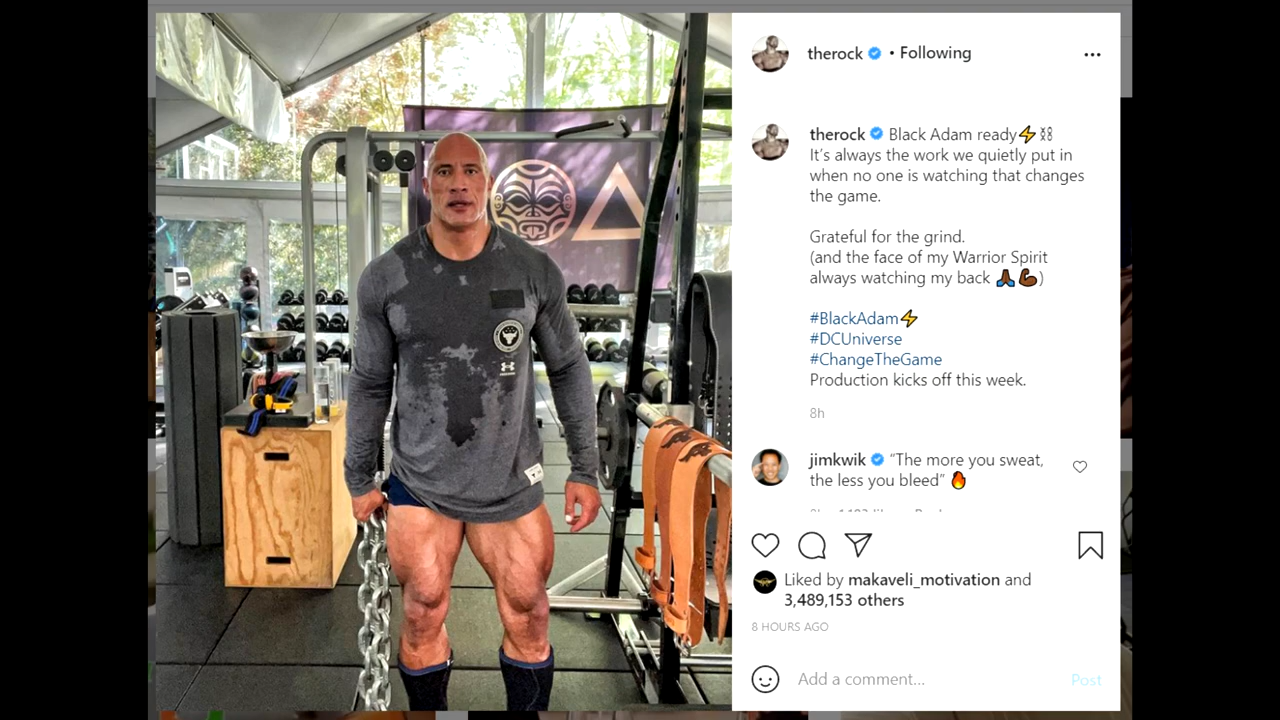 therock • Following
therock Black Adam ready⚡⛓
It's always the work we quietly put in
when no one is watching that changes
the game.
Grateful for the grind.
(and the face of my Warrior Spirit
always watching my back 🙏🏾💪🏾)
#BlackAdam⚡
#DCUniverse
#ChangeTheGame
Production kicks off this week.
8h
jimkwik “The more you sweat,
the less you bleed” 🔥
Liked by makaveli_motivation and
3,489,153 others
8 HOURS AGO
Add a comment...
Post